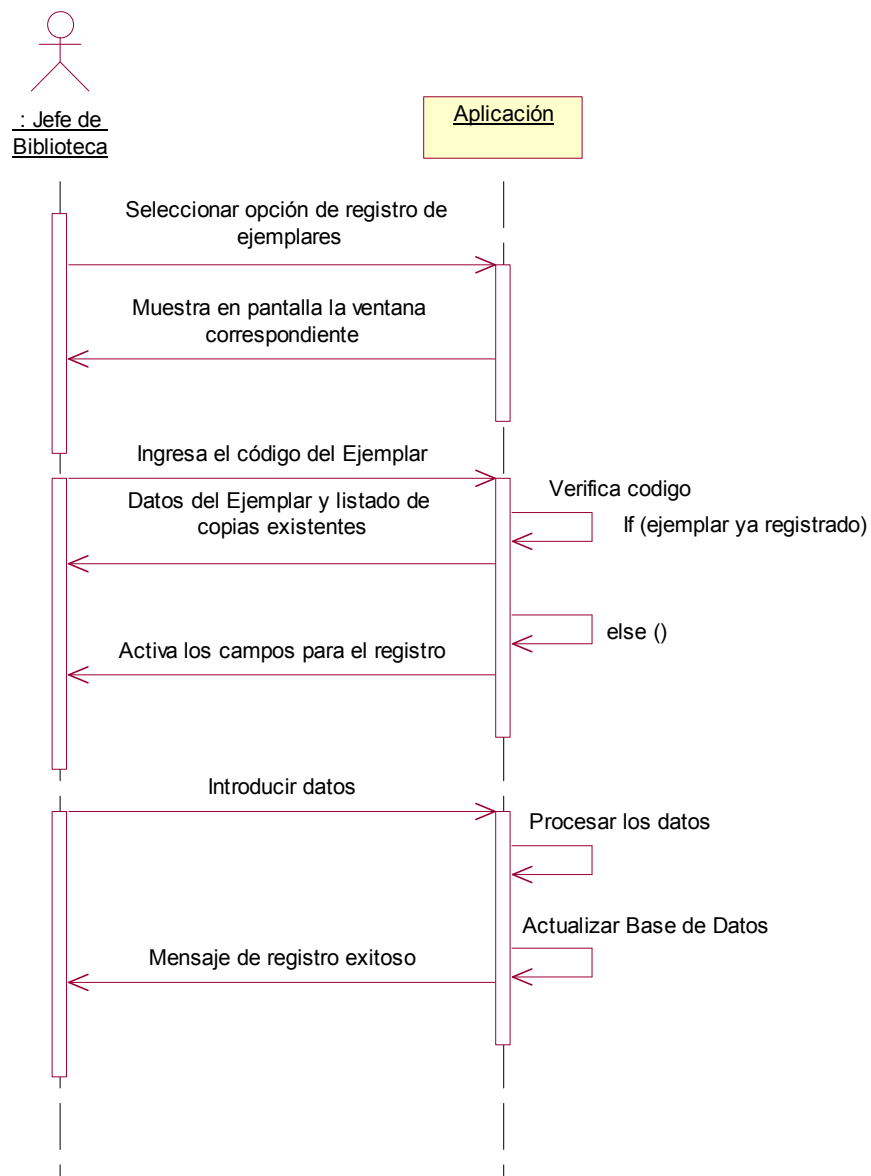 : Jefe de
Biblioteca
Aplicación
Seleccionar opción de registro de
ejemplares
Muestra en pantalla la ventana
correspondiente
Ingresa el código del Ejemplar
Verifica codigo
If (ejemplar ya registrado)
Datos del Ejemplar y listado de
copias existentes
else ()
Activa los campos para el registro
Introducir datos
Procesar los datos
Actualizar Base de Datos
Mensaje de registro exitoso